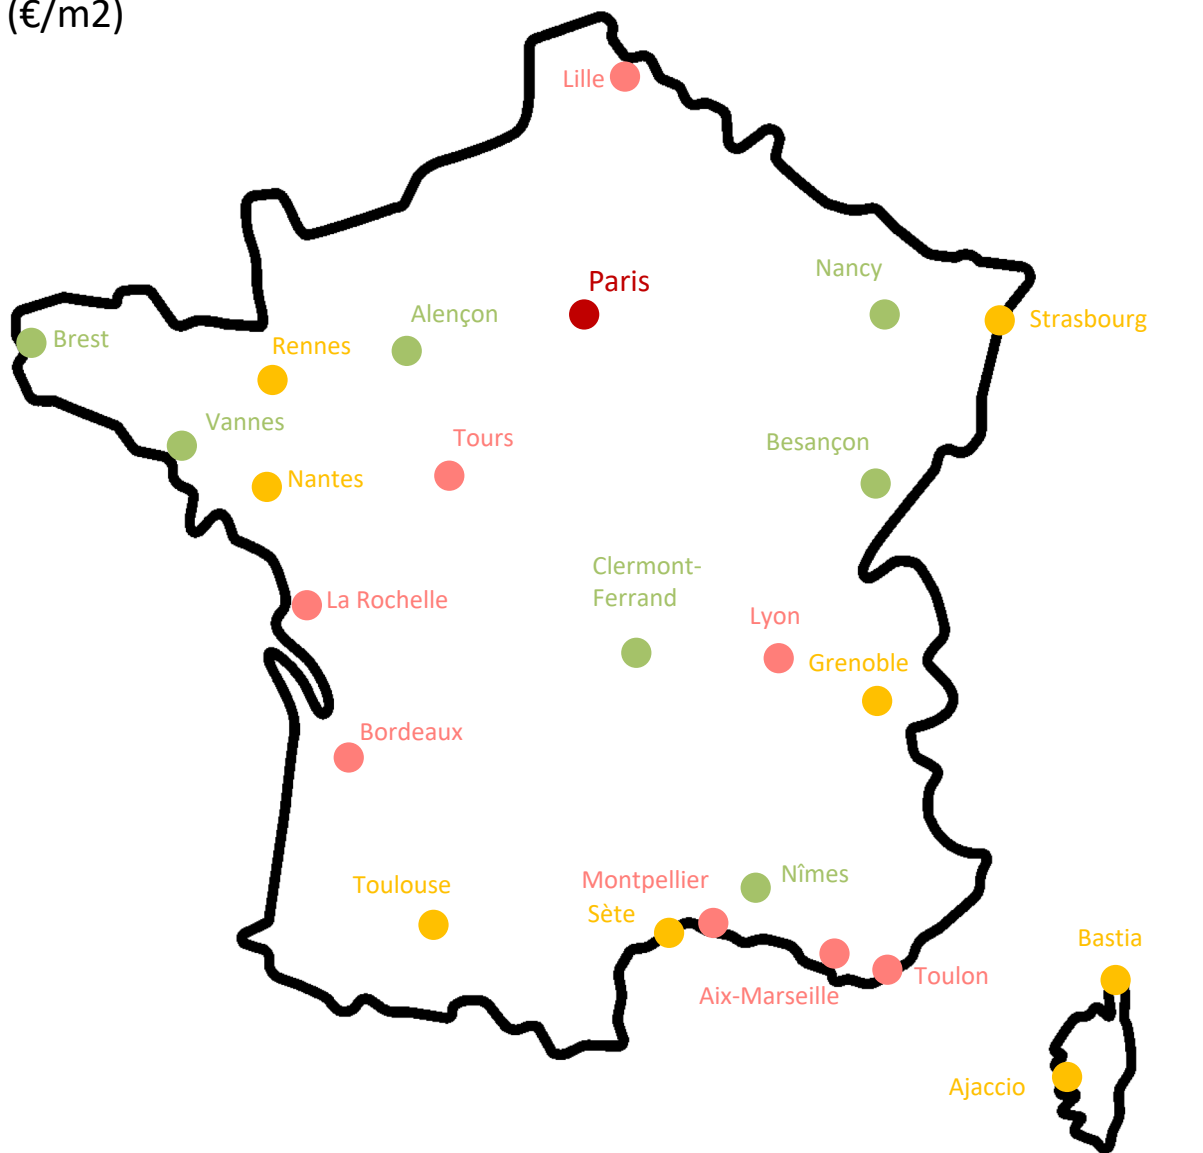 (€/m2)
Lille
Paris
Nancy
Alençon
Strasbourg
Brest
Rennes
Vannes
Tours
Besançon
Nantes
Clermont-
Ferrand
La Rochelle
Lyon
Grenoble
Bordeaux
Nîmes
Montpellier
Toulouse
Sète
Bastia
Toulon
Aix-Marseille
Ajaccio